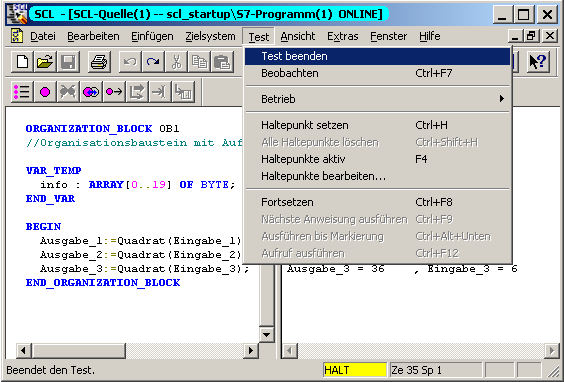 SCL - [SCL-Quelle(1) -- scl_startup\S7-Programm(1) ONLINE]
Datei Bearbeiten Einfügen Zielsystem Test Ansicht Extras Fenster Hilfe
Test beenden
Beobachten Ctrl+F7
Betrieb
Haltepunkt setzen Ctrl+H
Alle Haltepunkte löschen Ctrl+Shift+H
Haltepunkte aktiv F4
Haltepunkte bearbeiten...
Fortsetzen Ctrl+F8
Nächste Anweisung ausführen Ctrl+F9
Ausführen bis Markierung Ctrl+Alt+Unten
Aufruf ausführen Ctrl+F12
ORGANIZATION_BLOCK OB1
//Organisationsbaustein mit Auf
VAR_TEMP
info : ARRAY[0..19] OF BYTE;
END_VAR
BEGIN
Ausgabe_1:=Quadrat(Eingabe_1)
Ausgabe_2:=Quadrat(Eingabe_2)
Ausgabe_3:=Quadrat(Eingabe_3);
END_ORGANIZATION_BLOCK
Ausgabe_3 = 36 , Eingabe_3 = 6
Beendet den Test. HALT Ze 35 Sp 1